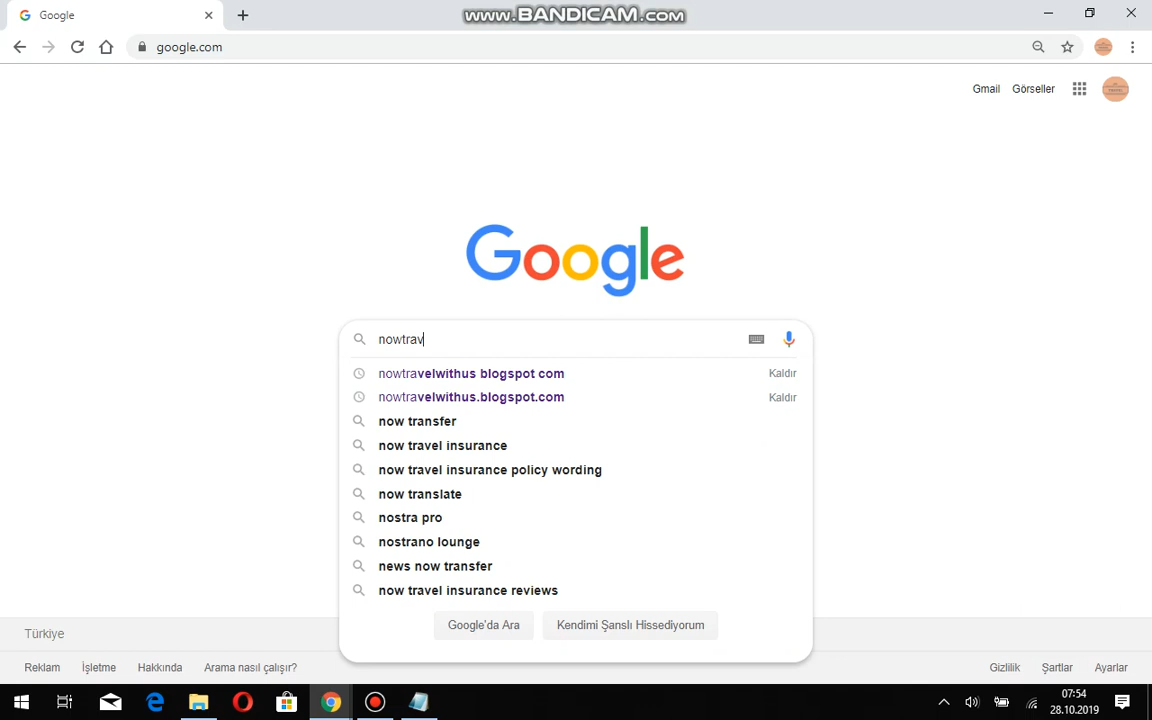 Google
www.BANDICAM.com
google.com
Gmail
Görseller
Google
nowtrav
nowtravelwithus blogspot com
Kaldır
nowtravelwithus.blogspot.com
Kaldır
now transfer
now travel insurance
now travel insurance policy wording
now translate
nostra pro
nostrano lounge
news now transfer
now travel insurance reviews
Google'da Ara
Kendimi Şanslı Hissediyorum
Türkiye
Reklam
İşletme
Hakkında
Arama nasıl çalışır?
Gizlilik
Şartlar
Ayarlar
07:54
28.10.2019